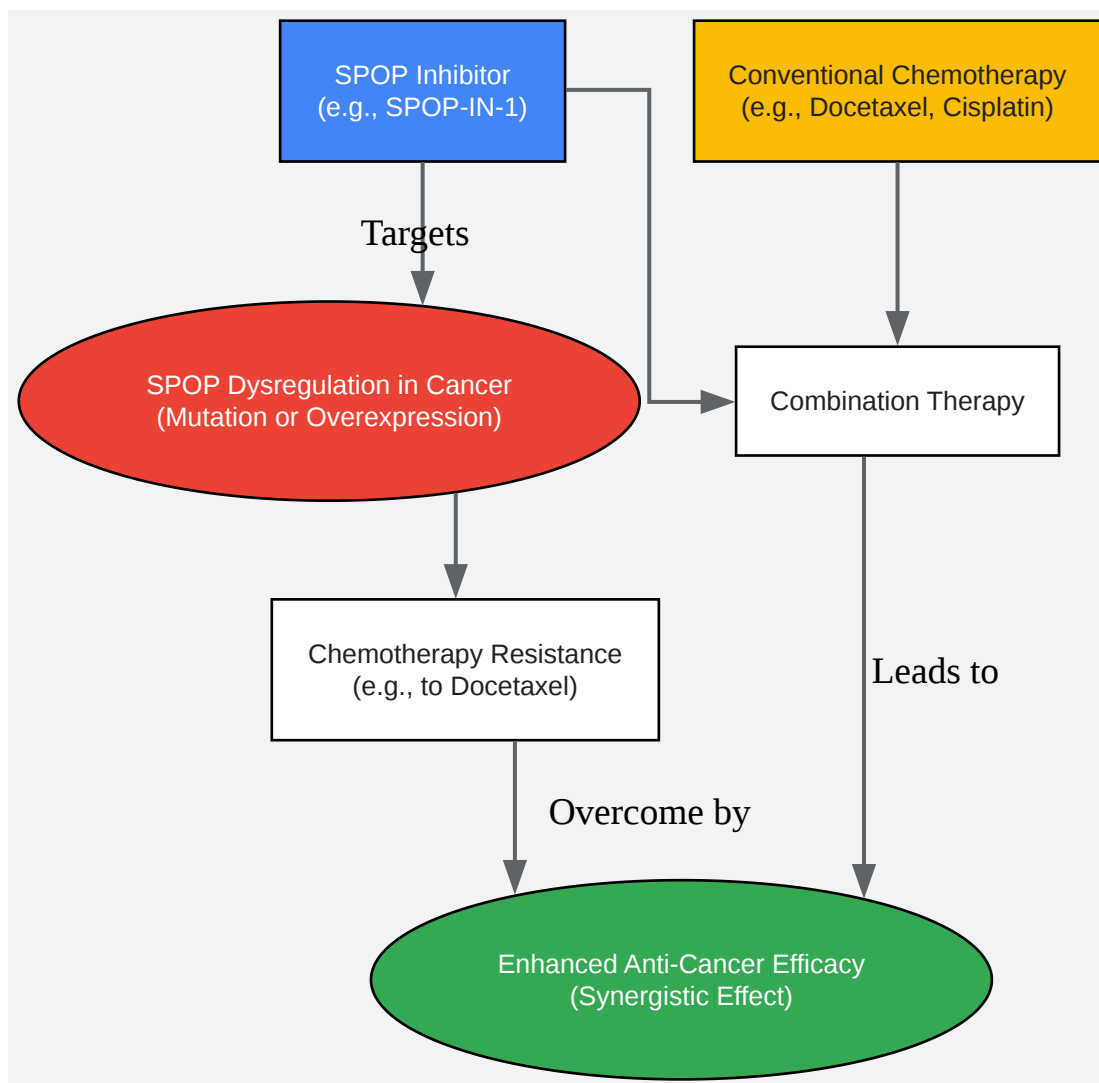 SPOP Inhibitor
(e.g., SPOP-IN-1)
Conventional Chemotherapy
(e.g., Docetaxel, Cisplatin)
Targets
SPOP Dysregulation in Cancer
(Mutation or Overexpression)
Combination Therapy
Chemotherapy Resistance
(e.g., to Docetaxel)
Leads to
Overcome by
Enhanced Anti-Cancer Efficacy
(Synergistic Effect)